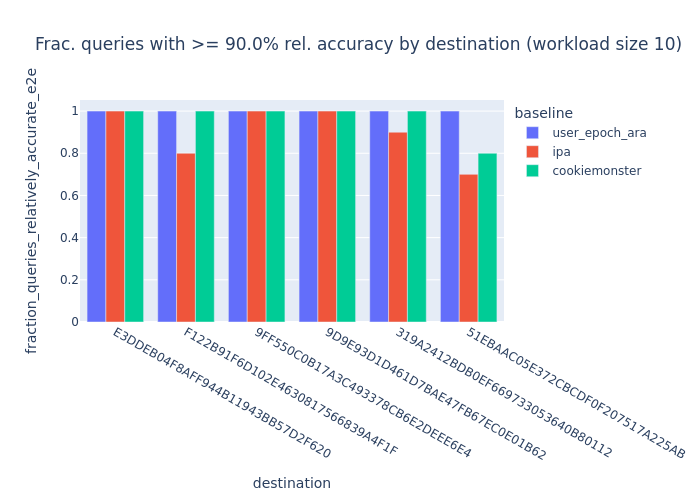 Frac. queries with >= 90.0% rel. accuracy by destination (workload size 10)
fraction_queries_relatively_accurate_e2e
1
0.8
0.6
0.4
0.2
0
baseline
user_epoch_ara
ipa
cookiemonster
E3DDEB04F8AFF944B11943BB57D2F620
F122B91F6D102E4630817566839A4F1F
9FF550C0B17A3C493378CB6E2DEEE6E4
9D9E93D1D461D7BAE47FB67EC0E01B62
319A2412BDB0EF669733053640B80112
51EBAAC05E372CBCDF0F207517A225AB
destination